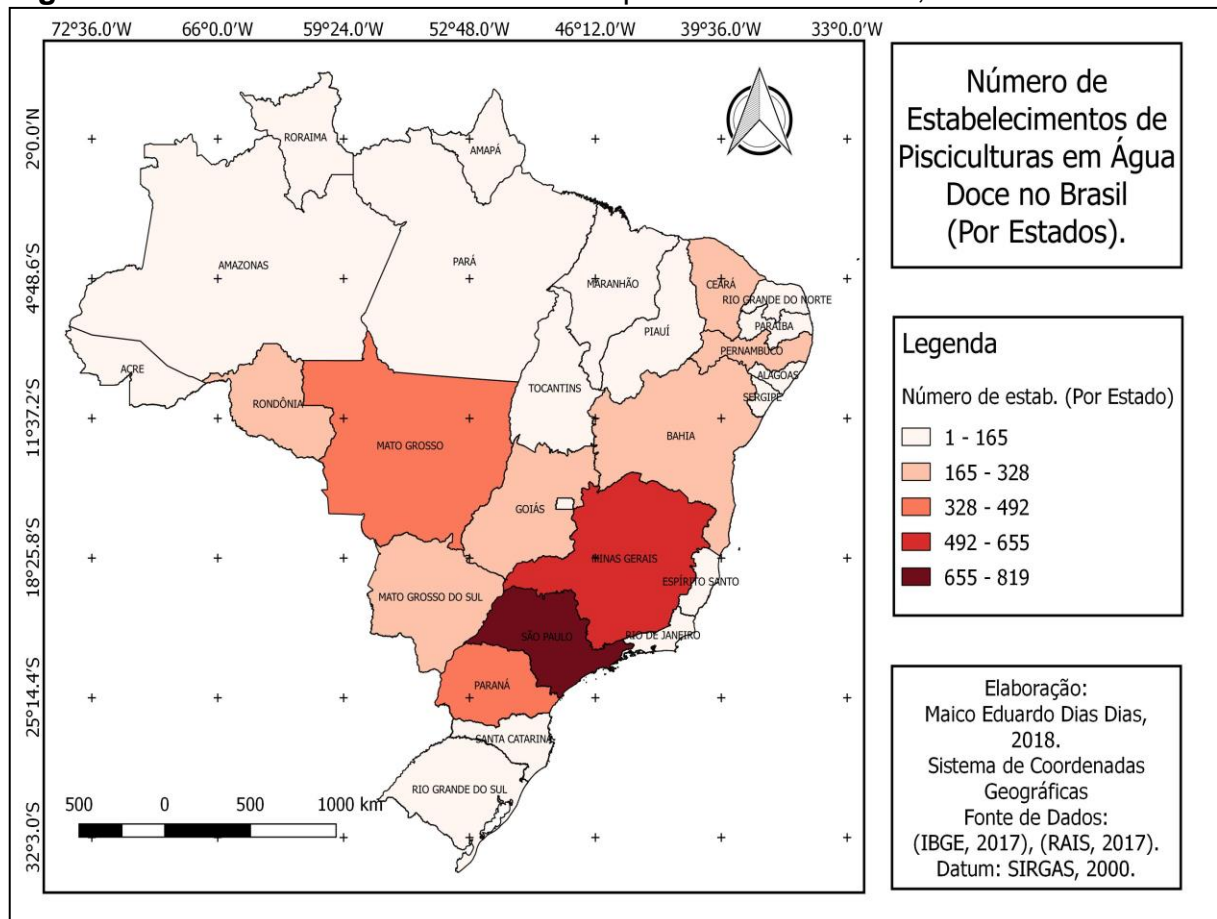 72°36.0'W 66°0.0'W 59°24.0'W 52°48.0'W 46°12.0'W 39°36.0'W 33°0.0'W
2°0.0'N
4°48.6'S
11°37.2'S
18°25.8'S
25°14.4'S
32°3.0'S
RORAIMA
AMAPÁ
AMAZONAS
PARÁ
MARANHÃO
CEARÁ
RIO GRANDE DO NORTE
PARAÍBA
PIAUÍ
PERNAMBUCO
ACRE
ALAGOAS
TOCANTINS
SERGIPE
RONDÔNIA
BAHIA
MATO GROSSO
GOIÁS
MINAS GERAIS
ESPÍRITO SANTO
MATO GROSSO DO SUL
SÃO PAULO
RIO DE JANEIRO
PARANÁ
SANTA CATARINA
RIO GRANDE DO SUL
500 0 500 1000 km
Número de
Estabelecimentos de
Pisciculturas em Água
Doce no Brasil
(Por Estados).
Legenda
Número de estab. (Por Estado)
1 - 165
165 - 328
328 - 492
492 - 655
655 - 819
Elaboração:
Maico Eduardo Dias Dias,
2018.
Sistema de Coordenadas
Geográficas
Fonte de Dados:
(IBGE, 2017), (RAIS, 2017).
Datum: SIRGAS, 2000.